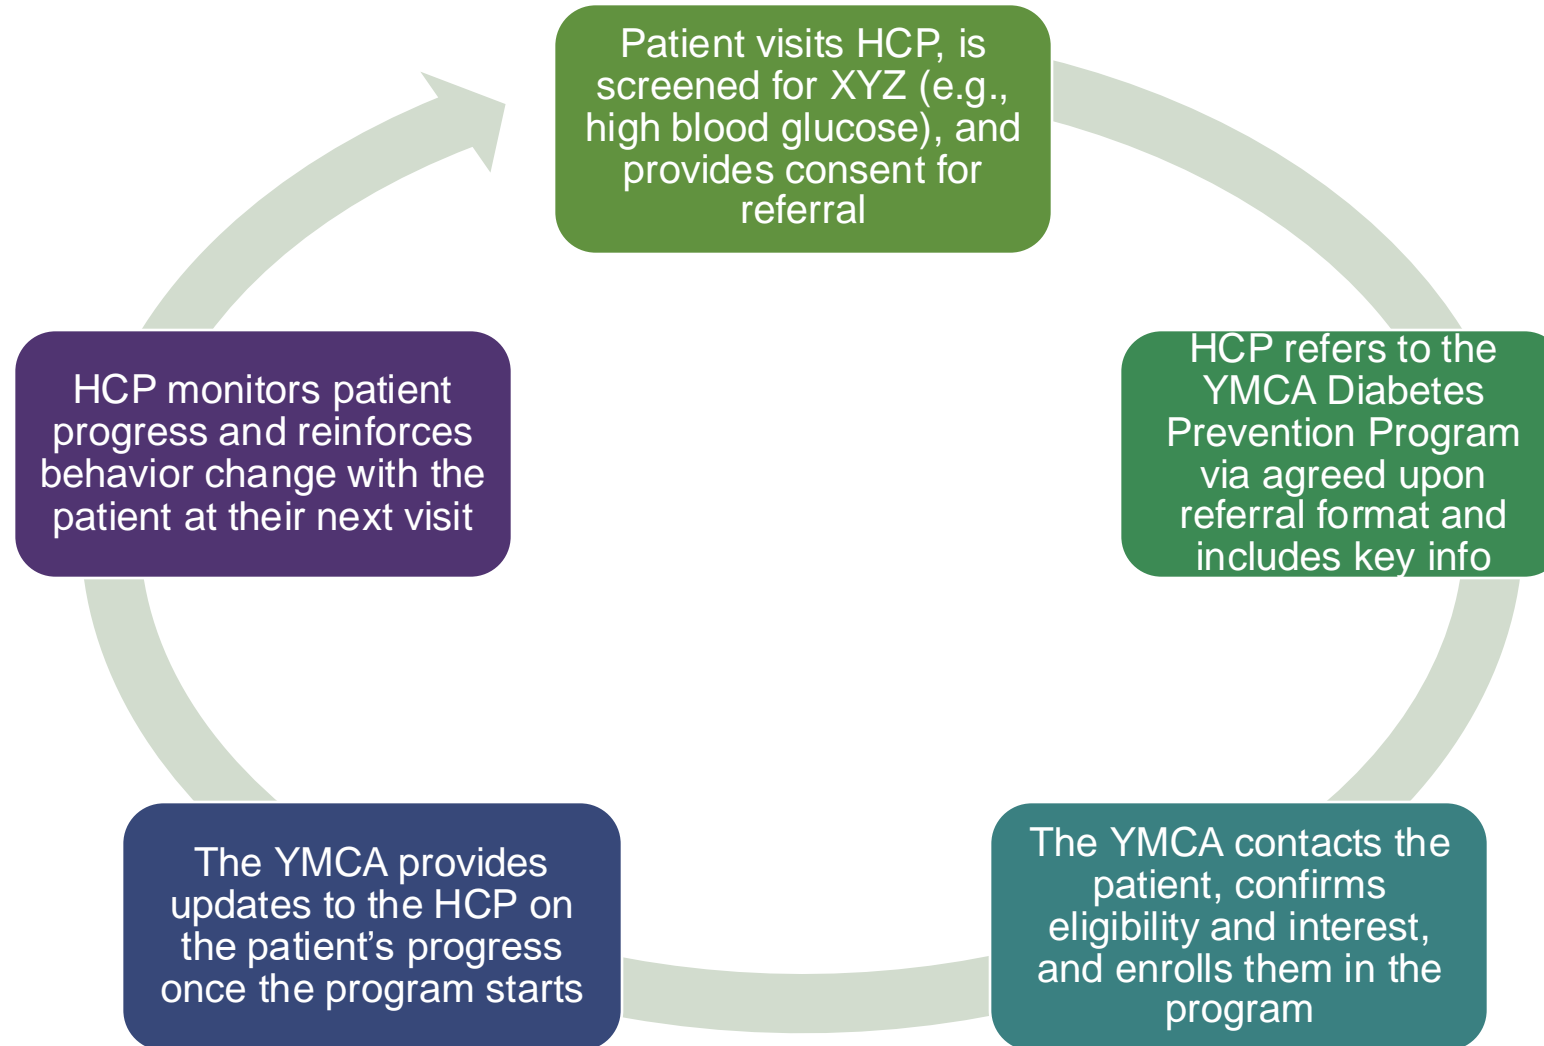 Patient visits HCP, is
screened for XYZ (e.g.,
high blood glucose), and
provides consent for
referral
HCP refers to the
YMCA Diabetes
Prevention Program
via agreed upon
referral format and
includes key info
The YMCA contacts the
patient, confirms
eligibility and interest,
and enrolls them in the
program
The YMCA provides
updates to the HCP on
the patient’s progress
once the program starts
HCP monitors patient
progress and reinforces
behavior change with the
patient at their next visit